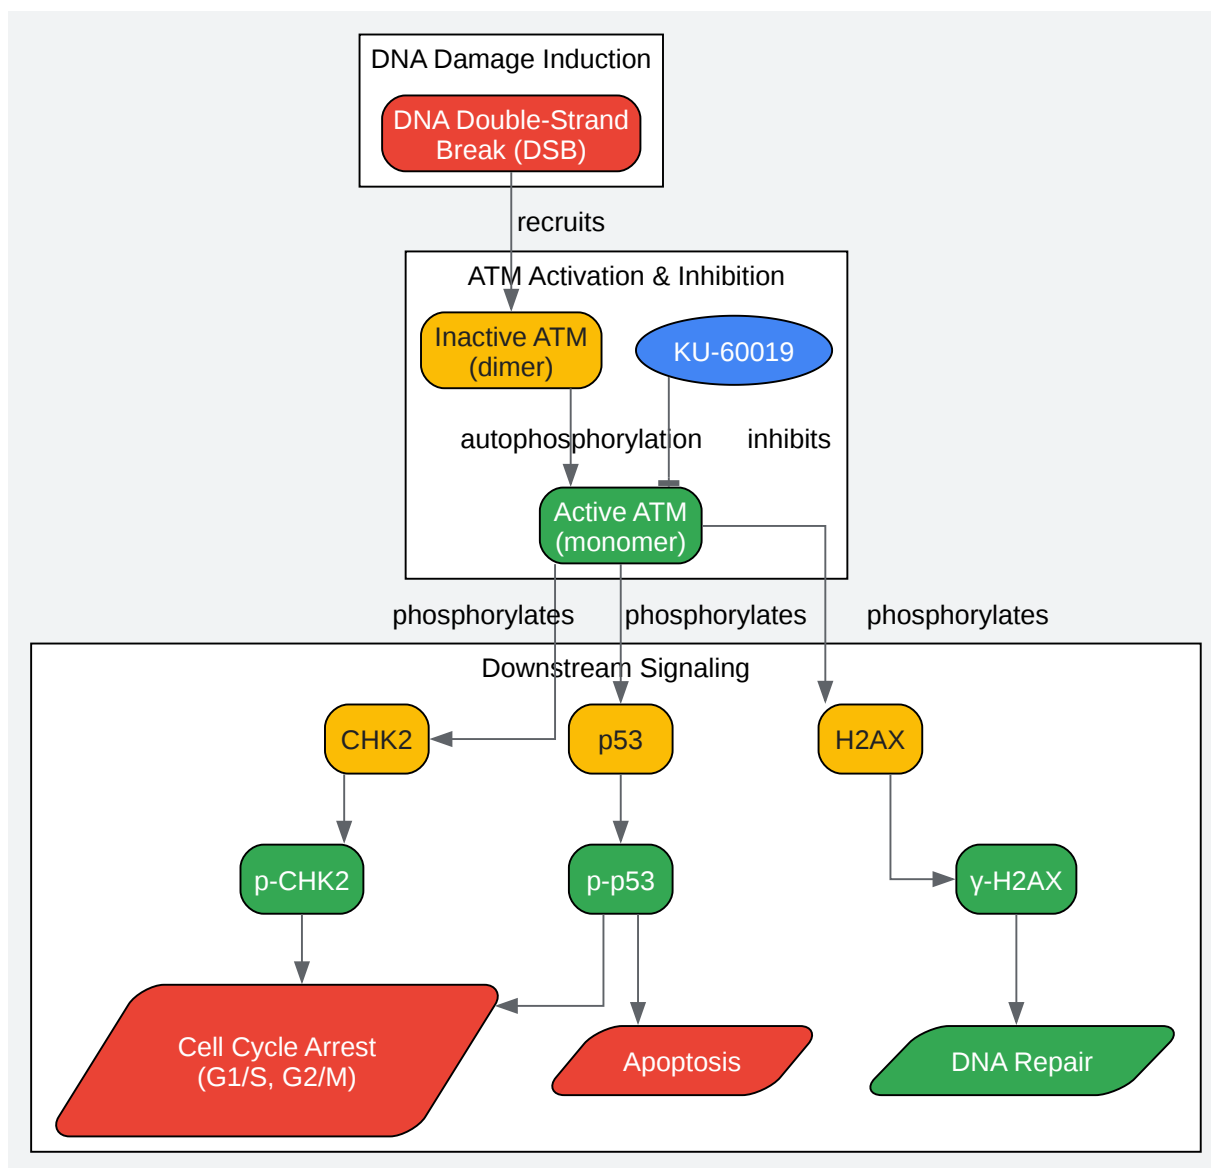 DNA Damage Induction
DNA Double-Strand
Break (DSB)
recruits
ATM Activation & Inhibition
Inactive ATM
(dimer)
KU-60019
autophosphorylation
inhibits
Active ATM
(monomer)
phosphorylates
phosphorylates
phosphorylates
Downstream Signaling
CHK2
p53
H2AX
p-CHK2
p-p53
γ-H2AX
Cell Cycle Arrest
(G1/S, G2/M)
Apoptosis
DNA Repair